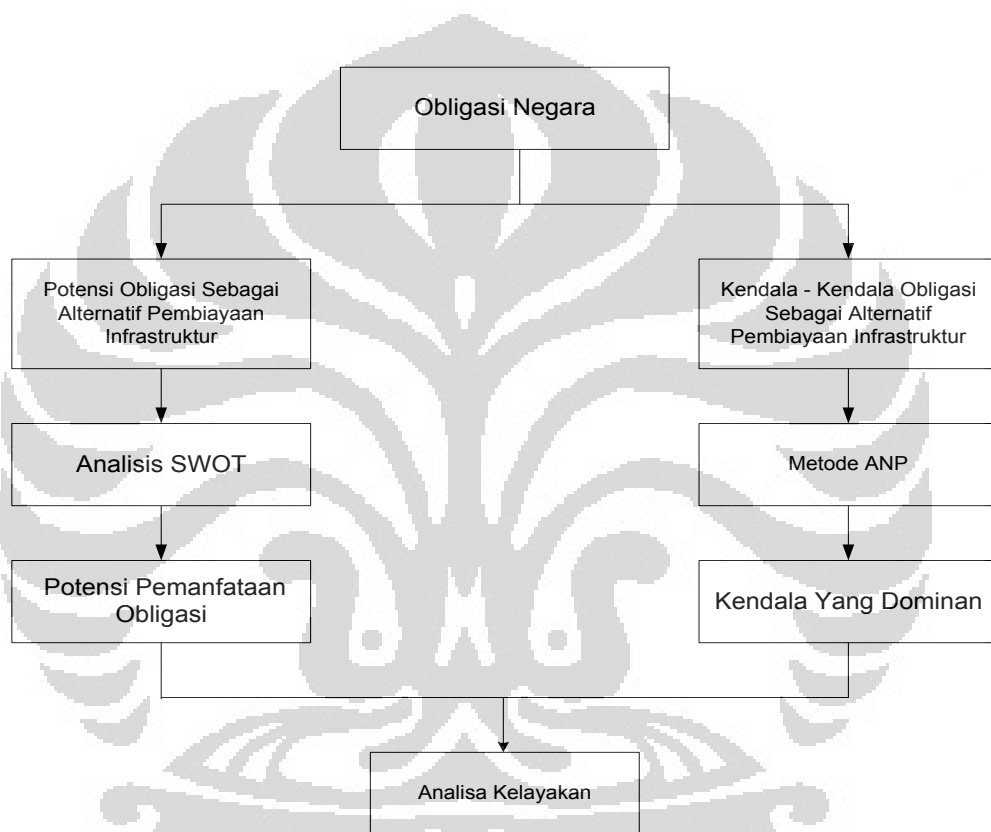 Obligasi Negara
Potensi Obligasi Sebagai
Alternatif Pembiayaan
Infrastruktur
Kendala - Kendala Obligasi
Sebagai Alternatif
Pembiayaan Infrastruktur
Analisis SWOT
Metode ANP
Potensi Pemanfataan
Obligasi
Kendala Yang Dominan
Analisa Kelayakan